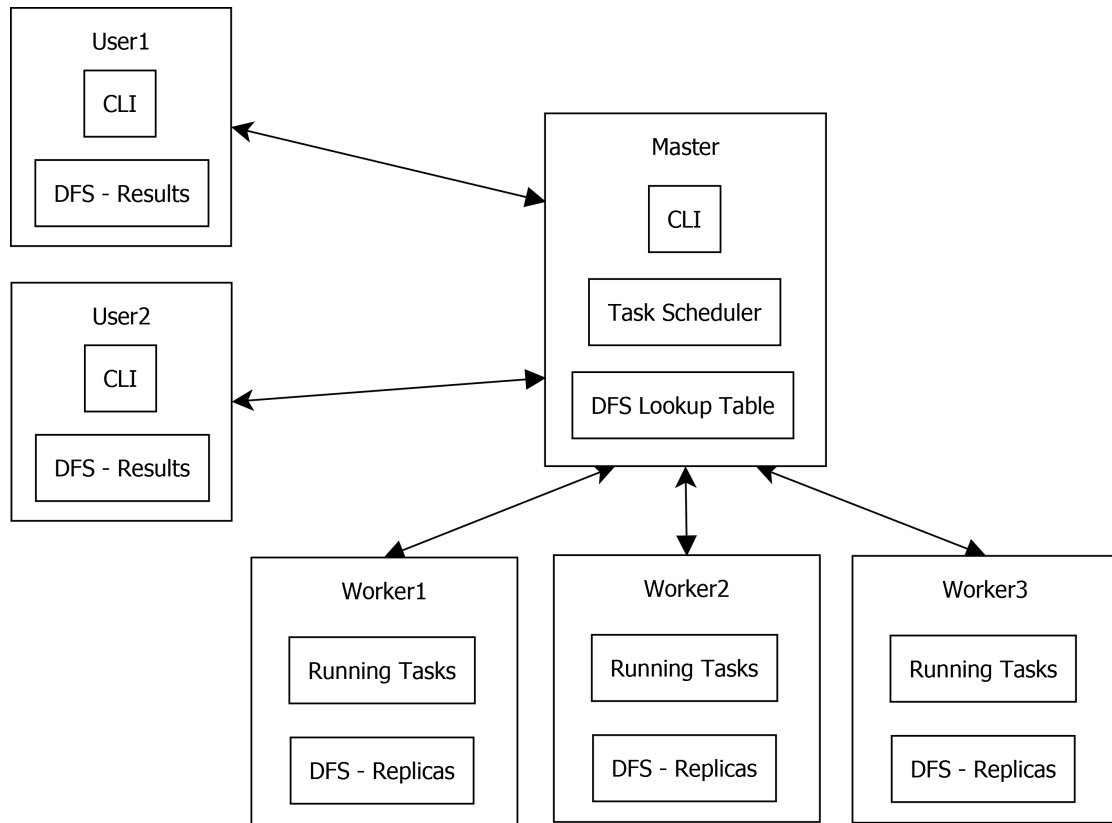 User1
CLI
DFS - Results
User2
CLI
DFS - Results
Master
CLI
Task Scheduler
DFS Lookup Table
Worker1
Running Tasks
DFS - Replicas
Worker2
Running Tasks
DFS - Replicas
Worker3
Running Tasks
DFS - Replicas